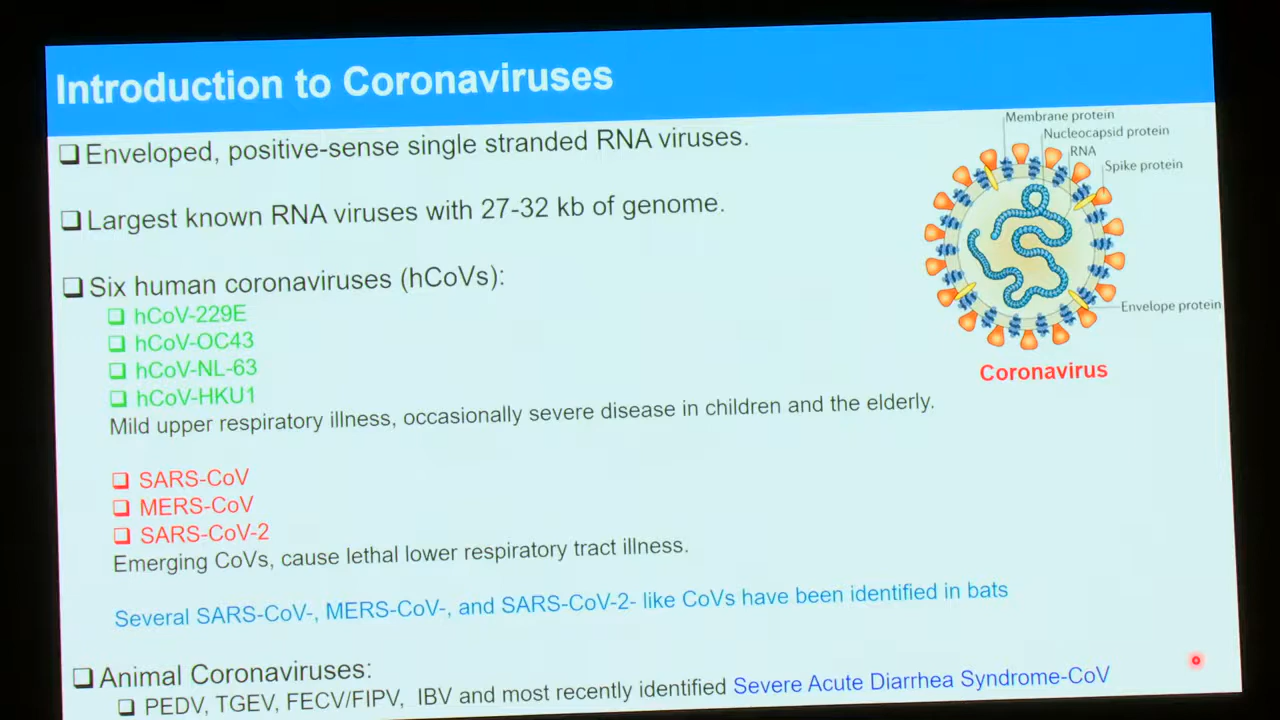 Introduction to Coronaviruses
Enveloped, positive-sense single stranded RNA viruses.
Largest known RNA viruses with 27-32 kb of genome.
Six human coronaviruses (hCoVs):
hCoV-229E
hCoV-OC43
hCoV-NL-63
hCoV-HKU1
Mild upper respiratory illness, occasionally severe disease in children and the elderly.
SARS-CoV
MERS-CoV
SARS-CoV-2
Emerging CoVs, cause lethal lower respiratory tract illness.
Several SARS-CoV-, MERS-CoV-, and SARS-CoV-2- like CoVs have been identified in bats
Animal Coronaviruses:
PEDV, TGEV, FECV/FIPV, IBV and most recently identified Severe Acute Diarrhea Syndrome-CoV
Membrane protein
Nucleocapsid protein
RNA
Spike protein
Envelope protein
Coronavirus